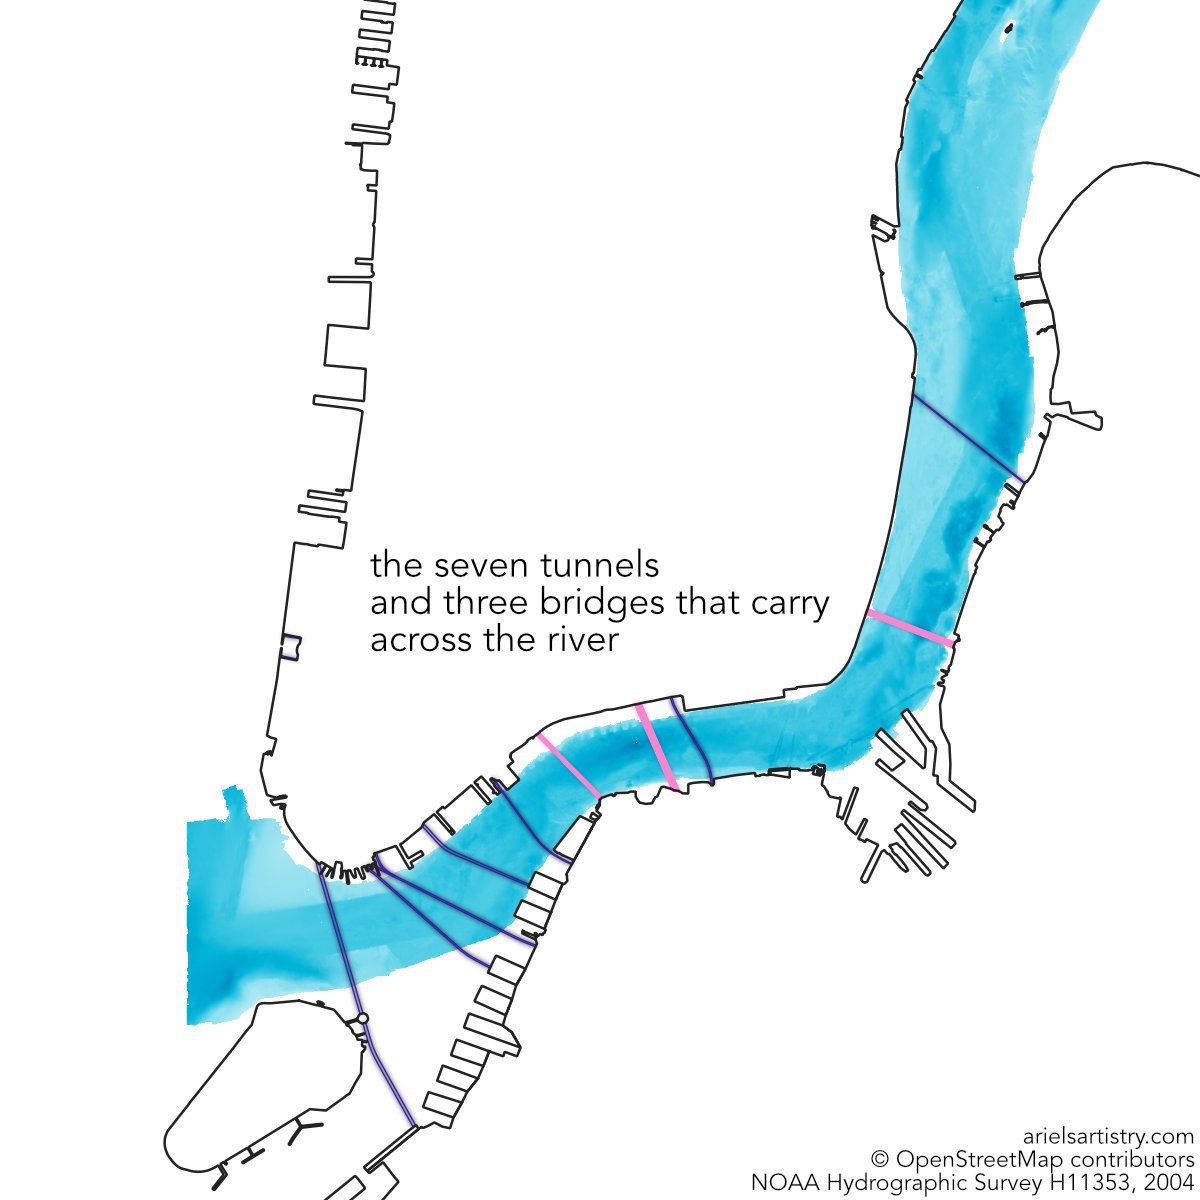 the seven tunnels
and three bridges that carry
across the river
arielsartistry.com
© OpenStreetMap contributors
NOAA Hydrographic Survey H11353, 2004